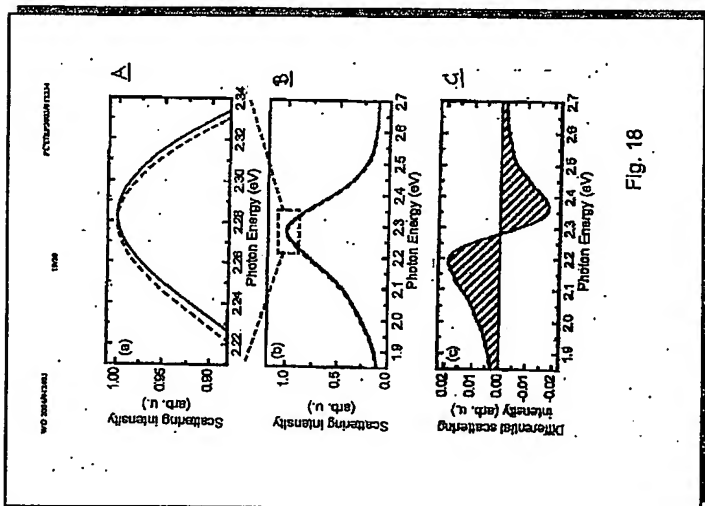 WO
A
(a)
Scattering intensity
(arb. u.)
1.00
0.95
0.90
2.22 2.24 2.26 2.28 2.30 2.32 2.34
Photon Energy (eV)
B
(b)
Scattering Intensity
(arb. u.)
1.0
0.5
0.0
1.9 2.0 2.1 2.2 2.3 2.4 2.5 2.6 2.7
Photon Energy (eV)
C
(c)
Differential scattering
intensity (arb. u.)
0.02
0.01
0.00
-0.01
-0.02
1.9 2.0 2.1 2.2 2.3 2.4 2.5 2.6 2.7
Photon Energy (eV)
Fig. 18